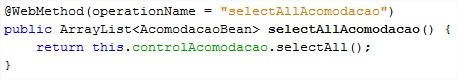 @WebMethod(operationName = "selectAllAcomodacao")
public ArrayList<AcomodacaoBean> selectAllAcomodacao() {
    return this.controlAcomodacao.selectAll();
}